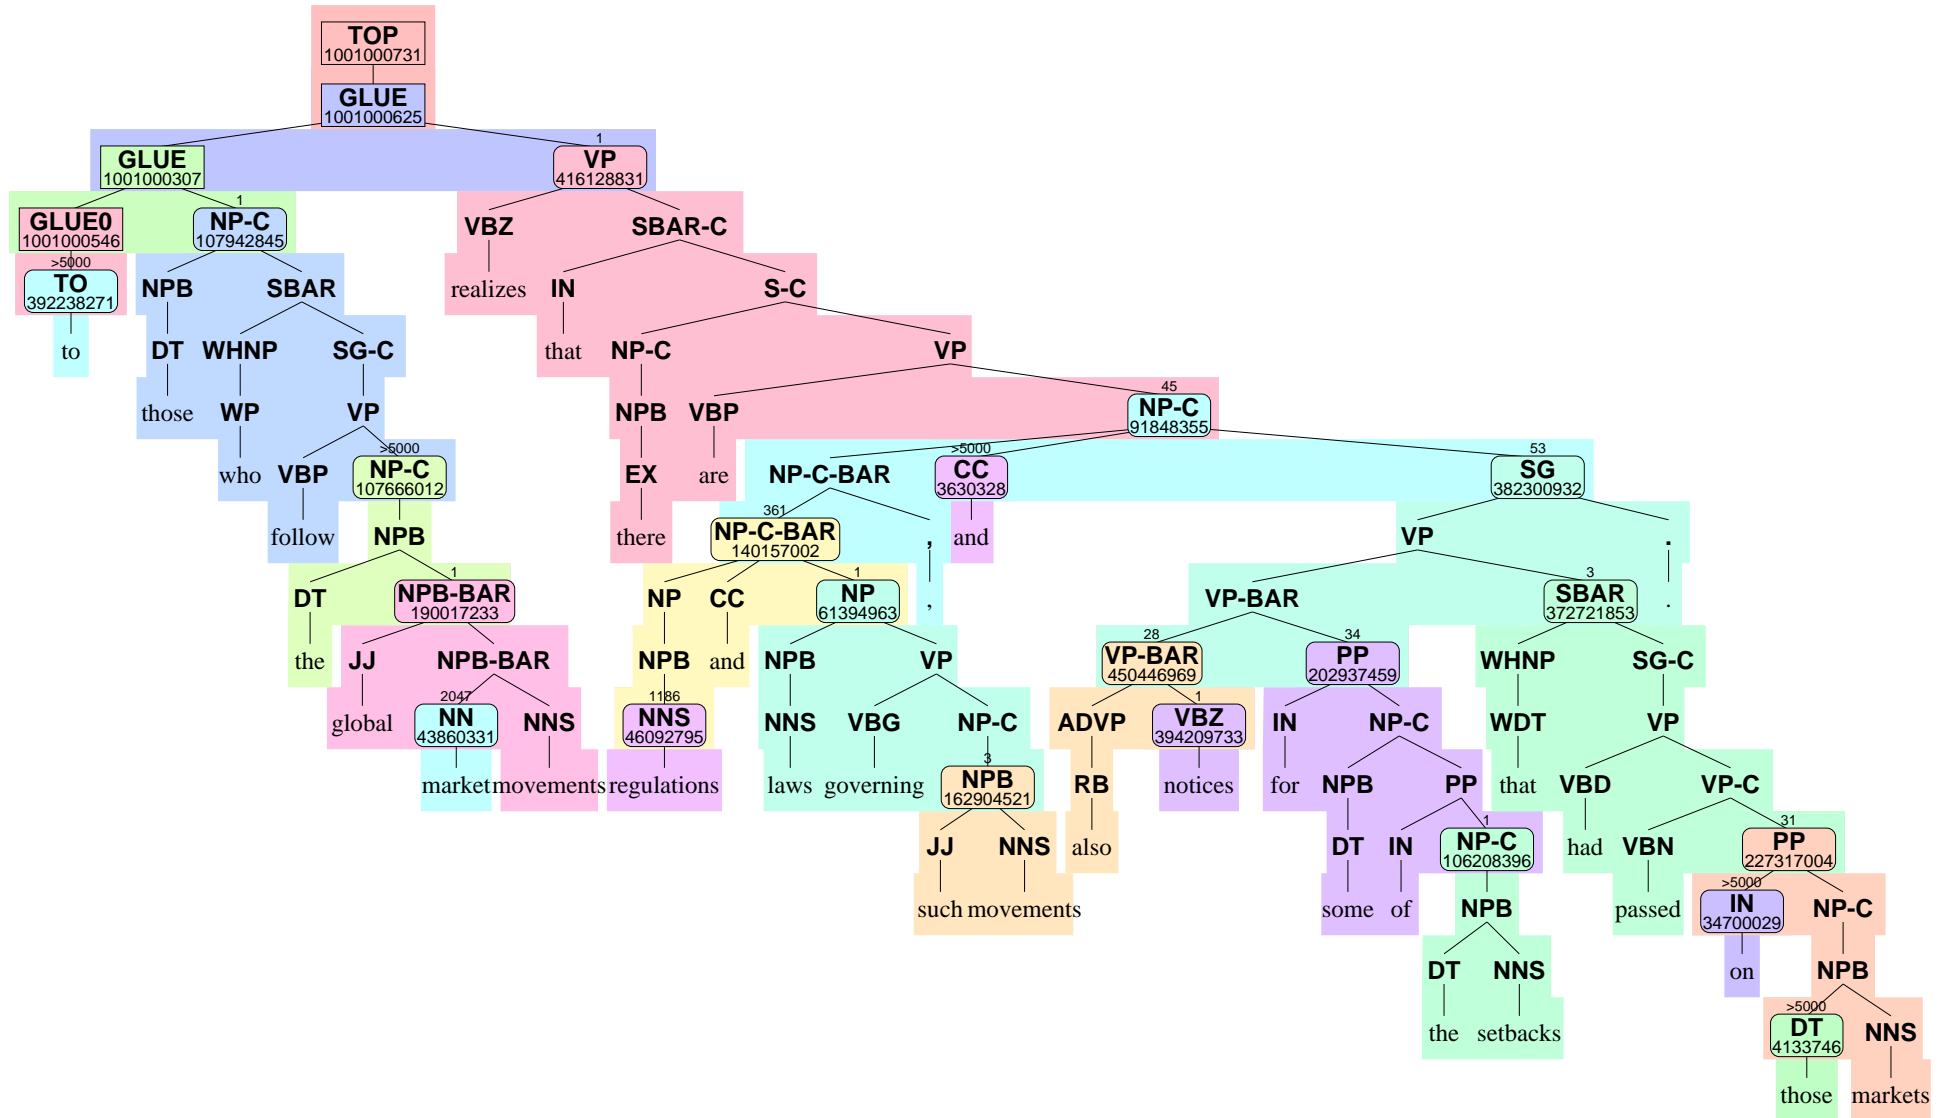 TOP
1001000731
GLUE
1001000625
1
GLUE VP
1001000307 416128831
1
GLUE0 NP-C VBZ SBAR-C
1001000546 107942845
>5000
TO NPB SBAR realizes IN S-C
392238271
to DT WHNP SG-C that NP-C VP
45
those WP VP NPB VBP NP-C
91848355
>5000 >5000 53
who VBP NP-C EX are NP-C-BAR CC SG
107666012 3630328 382300932
361
follow NPB there NP-C-BAR , and VP .
140157002
1 1 3
DT NPB-BAR NP CC NP , VP-BAR SBAR .
190017233 61394963 372721853
28 34
the JJ NPB-BAR NPB and NPB VP VP-BAR PP WHNP SG-C
450446969 202937459
2047 1186 1
global NN NNS NNS NNS VBG NP-C ADVP VBZ IN NP-C WDT VP
43860331 46092795 394209733
3
market movements regulations laws governing NPB RB notices for NPB PP that VBD VP-C
162904521
1 31
JJ NNS also DT IN NP-C had VBN PP
106208396 227317004
>5000
such movements some of NPB passed IN NP-C
34700029
DT NNS on NPB
>5000
the setbacks DT NNS
4133746
those markets